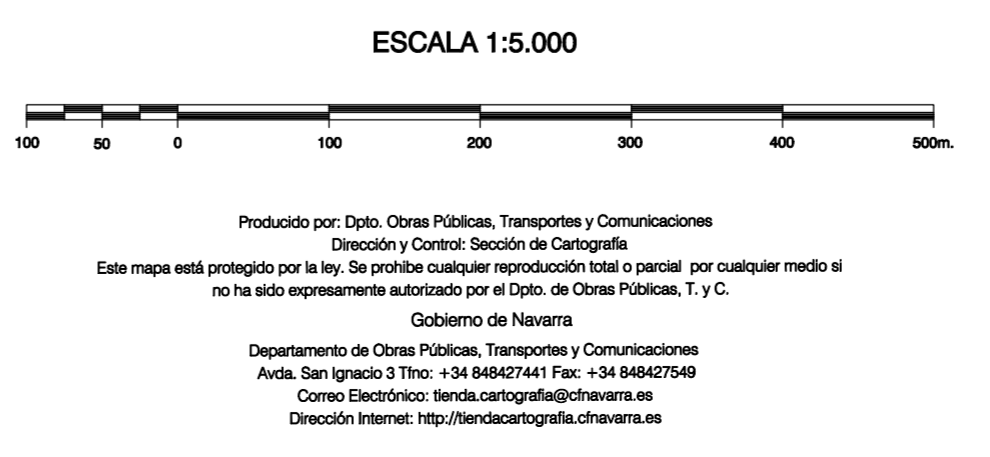 ESCALA 1:5.000
100 50 0 100 200 300 400 500m.
Producido por: Dpto. Obras Públicas, Transportes y Comunicaciones
Dirección y Control: Sección de Cartografía
Este mapa está protegido por la ley. Se prohibe cualquier reproducción total o parcial por cualquier medio si
no ha sido expresamente autorizado por el Dpto. de Obras Públicas, T. y C.
Gobierno de Navarra
Departamento de Obras Públicas, Transportes y Comunicaciones
Avda. San Ignacio 3 Tfno: +34 848427441 Fax: +34 848427549
Correo Electrónico: tienda.cartografia@cfnavarra.es
Dirección Internet: http://tiendacartografia.cfnavarra.es